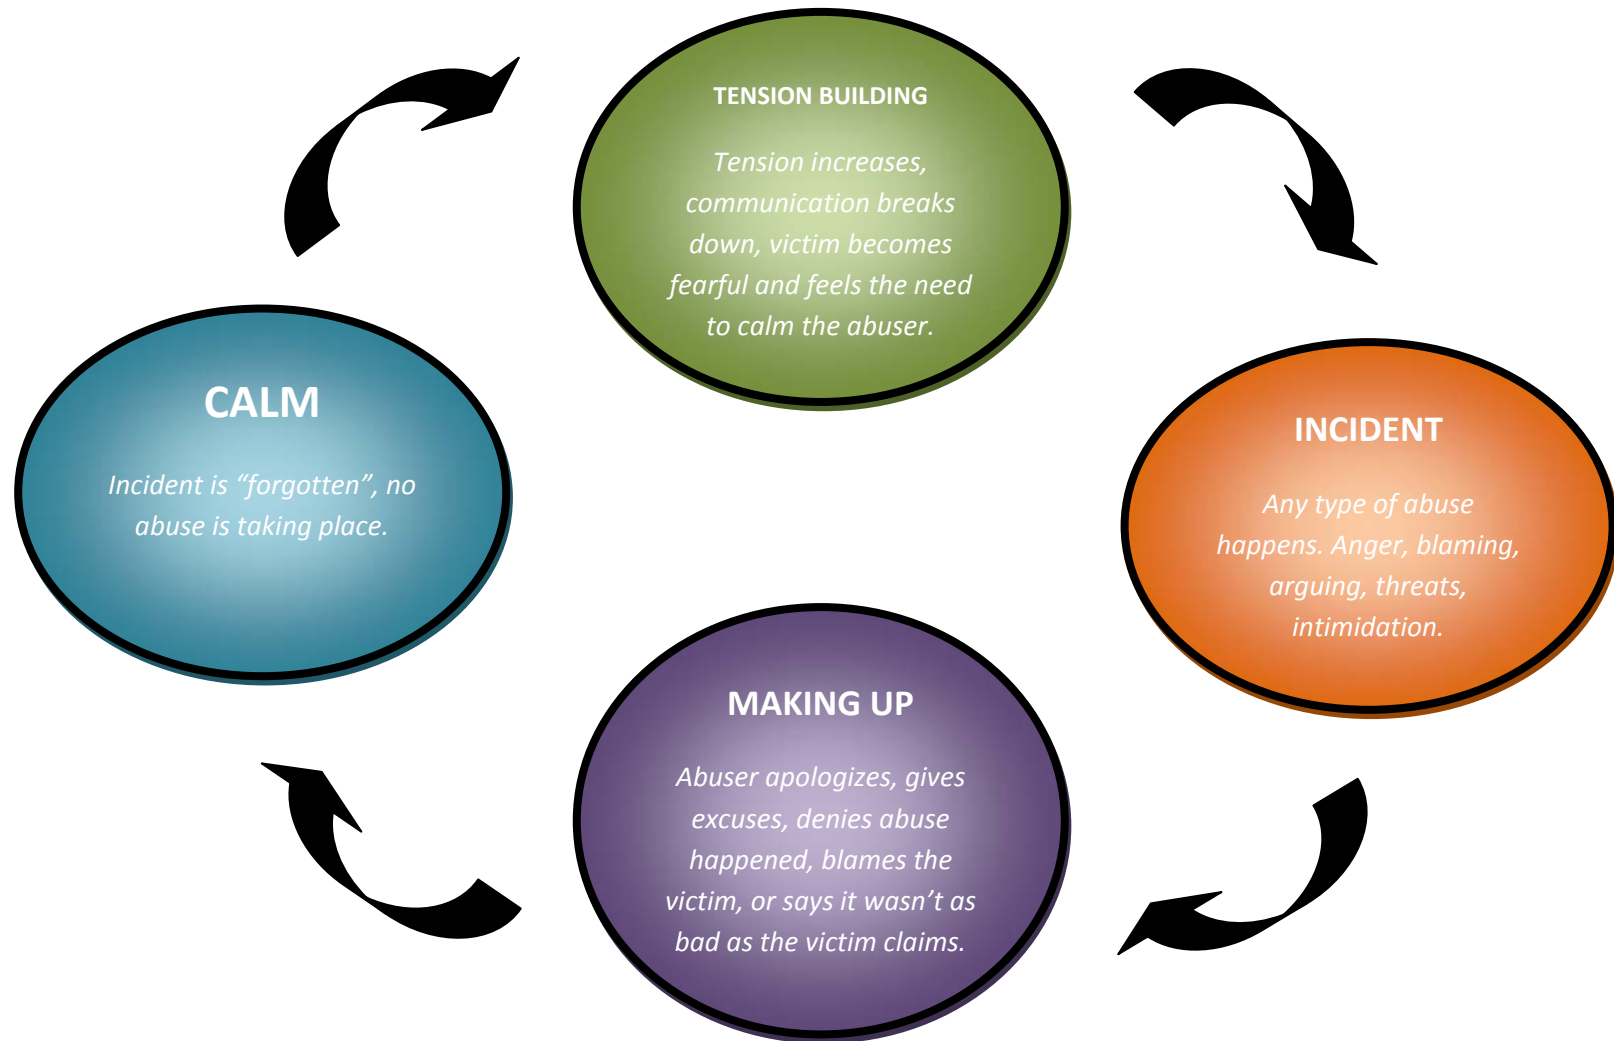 TENSION BUILDING
Tension increases,
communication breaks
down, victim becomes
fearful and feels the need
to calm the abuser.
CALM
Incident is “forgotten”, no
abuse is taking place.
INCIDENT
Any type of abuse
happens. Anger, blaming,
arguing, threats,
intimidation.
MAKING UP
Abuser apologizes, gives
excuses, denies abuse
happened, blames the
victim, or says it wasn’t as
bad as the victim claims.